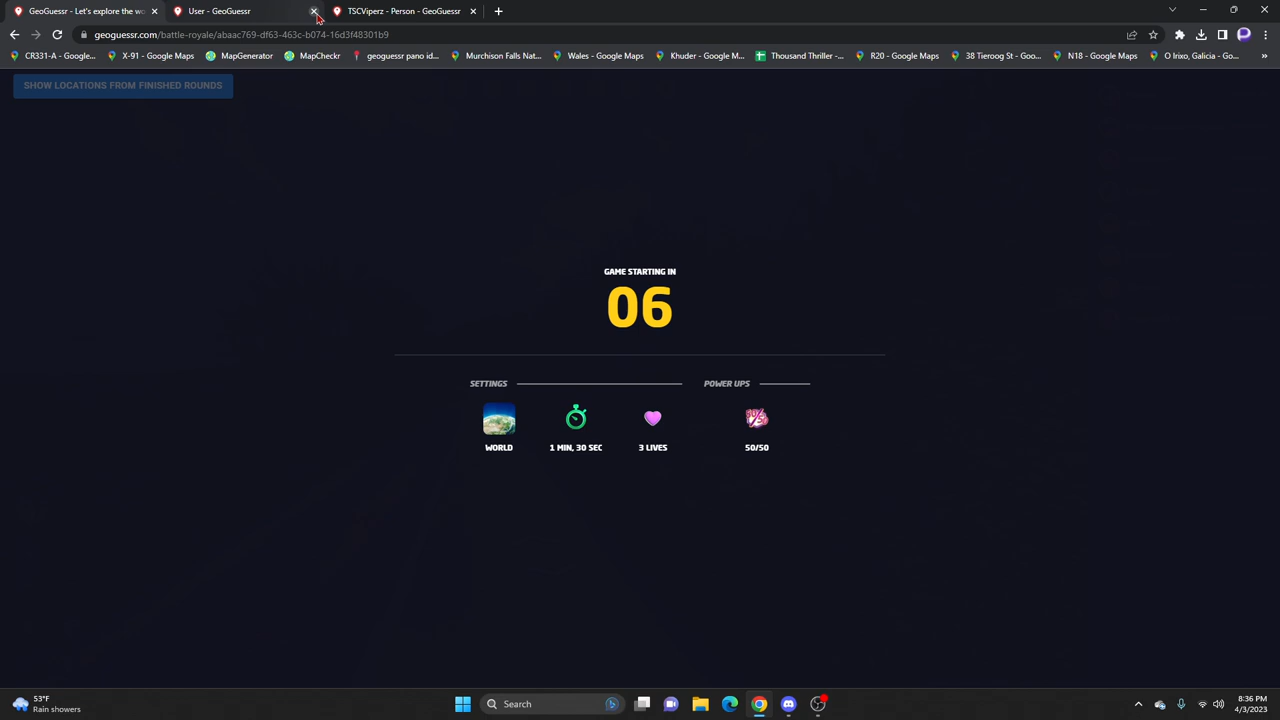 GeoGuessr - Let's explore the wo
User - GeoGuessr
TSCViperz - Person - GeoGuessr
geoguessr.com/battle-royale/abaac769-df63-463c-b074-16d3f48301b9
CR331-A - Google...
X-91 - Google Maps
MapGenerator
MapCheckr
geoguessr pano id...
Murchison Falls Nat...
Wales - Google Maps
Khuder - Google M...
Thousand Thriller -...
R20 - Google Maps
38 Tieroog St - Goo...
N18 - Google Maps
O Irixo, Galicia - Go...
SHOW LOCATIONS FROM FINISHED ROUNDS
GAME STARTING IN
06
SETTINGS
POWER UPS
WORLD
1 MIN, 30 SEC
3 LIVES
50/50
53°F
Rain showers
Search
8:36 PM
4/3/2023